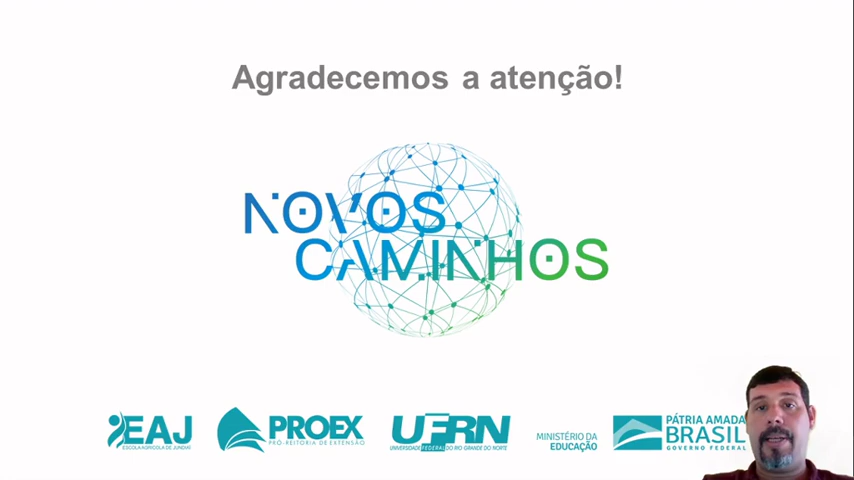 Agradecemos a atenção!
NOVOS
CAMINHOS
EAJ
ESCOLA AGRÍCOLA DE JUNDIAÍ
PROEX
PRÓ-REITORIA DE EXTENSÃO
UFRN
UNIVERSIDADE FEDERAL DO RIO GRANDE DO NORTE
MINISTÉRIO DA
EDUCAÇÃO
PÁTRIA AMADA
BRASIL
GOVERNO FEDERAL